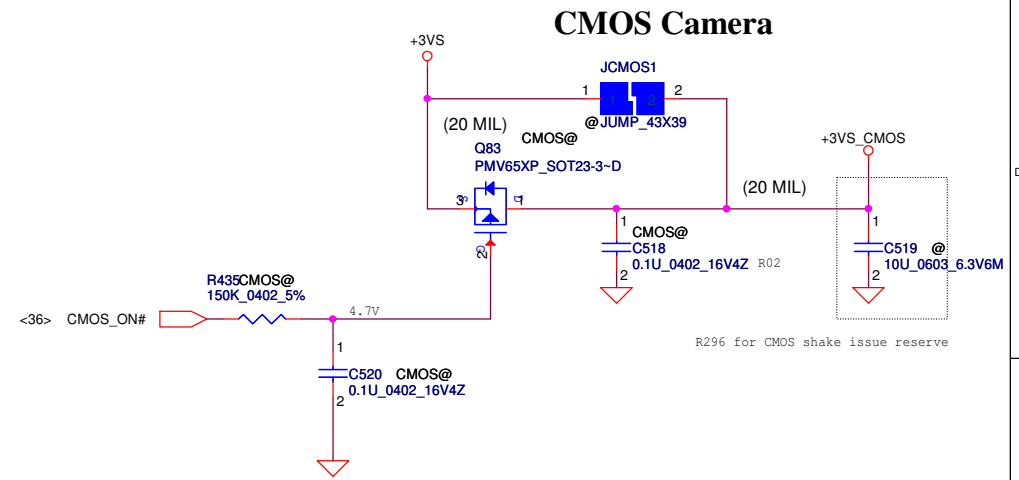 CMOS Camera
+3VS
JCMOS1
1
2
1
2
@
JUMP_43X39
(20 MIL)
CMOS@
Q83
PMV65XP_SOT23-3~D
+3VS_CMOS
(20 MIL)
3
S
D
1
G
2
1
CMOS@
C518
0.1U_0402_16V4Z
R02
2
1
C519
@
10U_0603_6.3V6M
2
R435
CMOS@
150K_0402_5%
<36>
CMOS_ON#
4.7V
R296 for CMOS shake issue reserve
1
C520
CMOS@
0.1U_0402_16V4Z
2